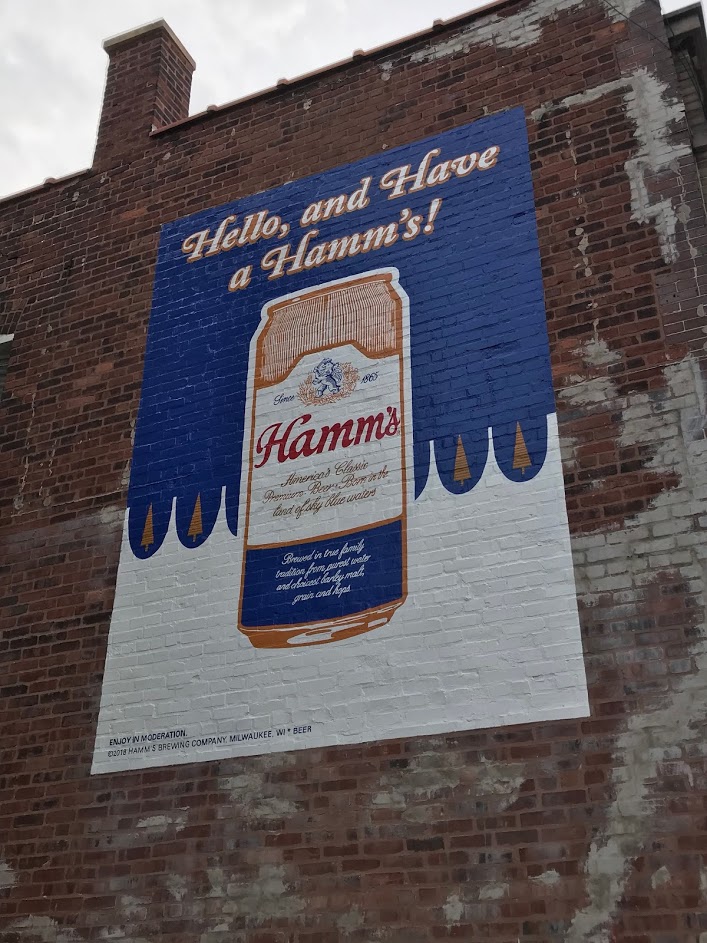 Hello, and Have
a Hamm's!
Since 1865
Hamm's
America's Classic
Premium Beer, Born in the
land of sky blue waters
Brewed in true family
tradition from purest water
and choicest barley malt,
grain and hops.
ENJOY IN MODERATION.
©2018 HAMM'S BREWING COMPANY, MILWAUKEE, WI * BEER